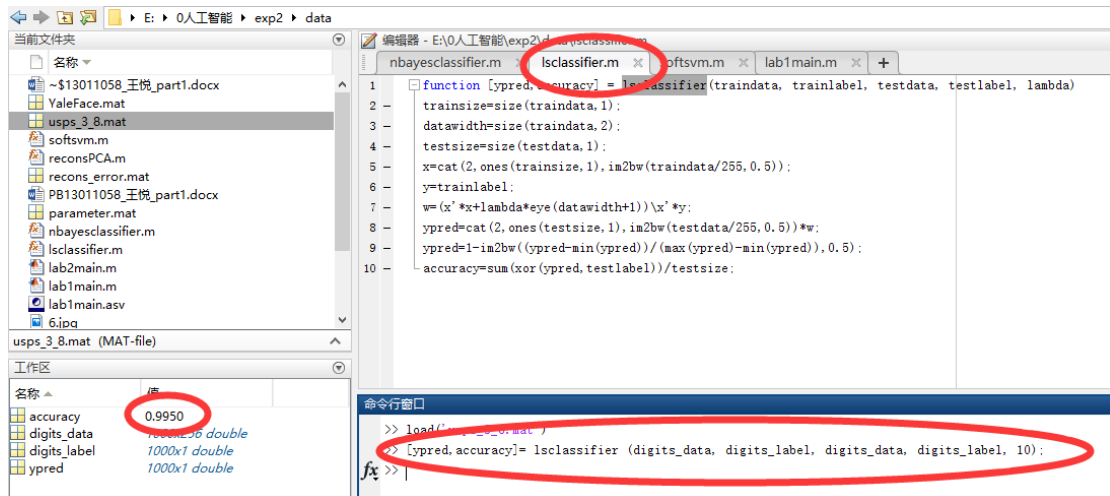 E: ▸ 0人工智能 ▸ exp2 ▸ data
当前文件夹
名称
~$13011058_王悦_part1.docx
YaleFace.mat
usps_3_8.mat
softsvm.m
reconsPCA.m
recons_error.mat
PB13011058_王悦_part1.docx
parameter.mat
nbayesclassifier.m
lsclassifier.m
lab2main.m
lab1main.m
lab1main.asv
6.jpg
usps_3_8.mat (MAT-file)
工作区
名称 值
accuracy 0.9950
digits_data 1000x256 double
digits_label 1000x1 double
ypred 1000x1 double
编辑器 - E:\0人工智能\exp2\data\lsclassifier.m
nbayesclassifier.m lsclassifier.m softsvm.m lab1main.m +
1 function [ypred,accuracy] = lsclassifier(traindata, trainlabel, testdata, testlabel, lambda)
2 - trainsize=size(traindata,1);
3 - datawidth=size(traindata,2);
4 - testsize=size(testdata,1);
5 - x=cat(2,ones(trainsize,1),im2bw(traindata/255,0.5));
6 - y=trainlabel;
7 - w=(x'*x+lambda*eye(datawidth+1))\x'*y;
8 - ypred=cat(2,ones(testsize,1),im2bw(testdata/255,0.5))*w;
9 - ypred=1-im2bw((ypred-min(ypred))/(max(ypred)-min(ypred)),0.5);
10 - accuracy=sum(xor(ypred,testlabel))/testsize;
命令行窗口
>> load('usps_3_8.mat')
>> [ypred,accuracy]= lsclassifier (digits_data, digits_label, digits_data, digits_label, 10);
fx >>